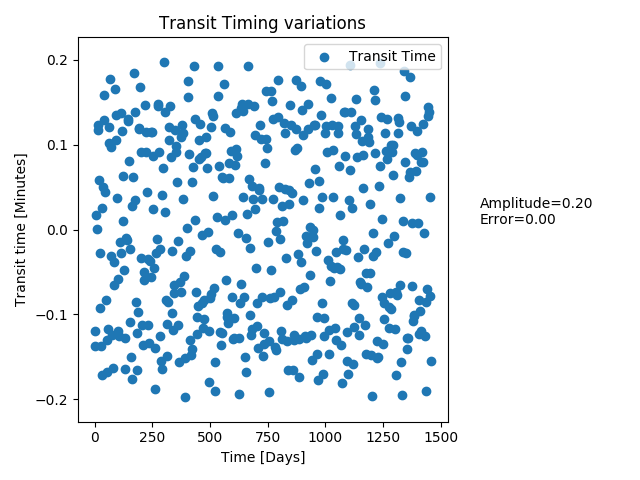 Transit Timing variations
Transit Time
0.2
0.1
0.0
−0.1
−0.2
Transit time [Minutes]
Amplitude=0.20
Error=0.00
0 250 500 750 1000 1250 1500
Time [Days]